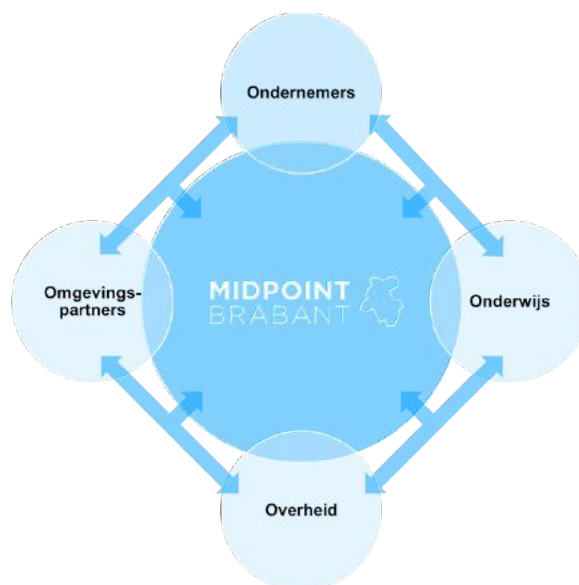 Ondernemers
Omgevings-
partners
MIDPOINT
BRABANT
Onderwijs
Overheid